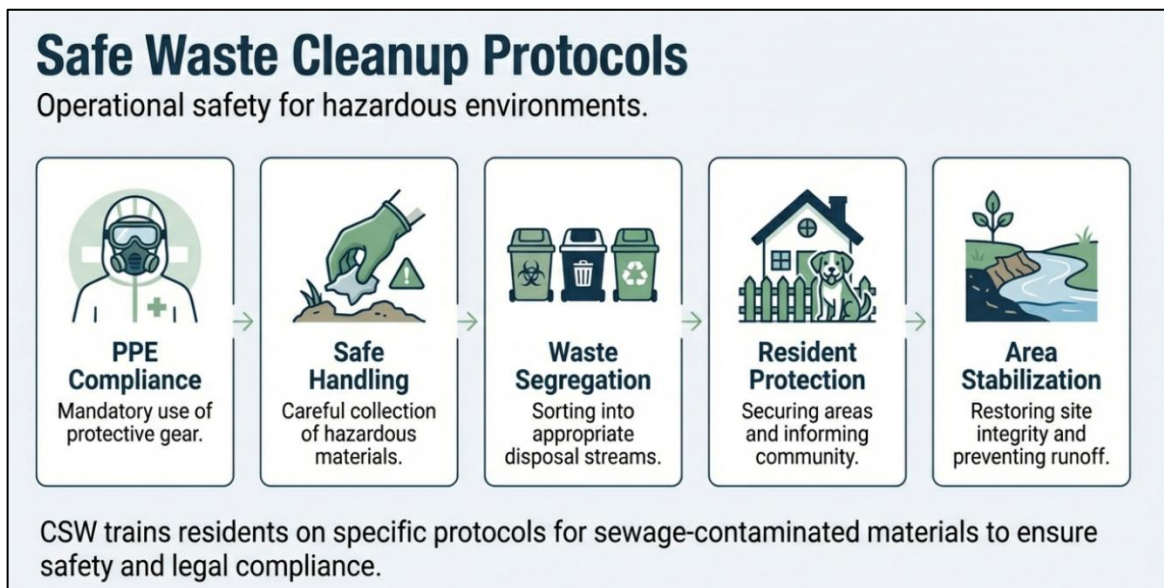 Safe Waste Cleanup Protocols
Operational safety for hazardous environments.
PPE
Compliance
Mandatory use of
protective gear.
Safe
Handling
Careful collection
of hazardous
materials.
Waste
Segregation
Sorting into
appropriate
disposal streams.
Resident
Protection
Securing areas
and informing
community.
Area
Stabilization
Restoring site
integrity and
preventing runoff.
CSW trains residents on specific protocols for sewage-contaminated materials to ensure
safety and legal compliance.